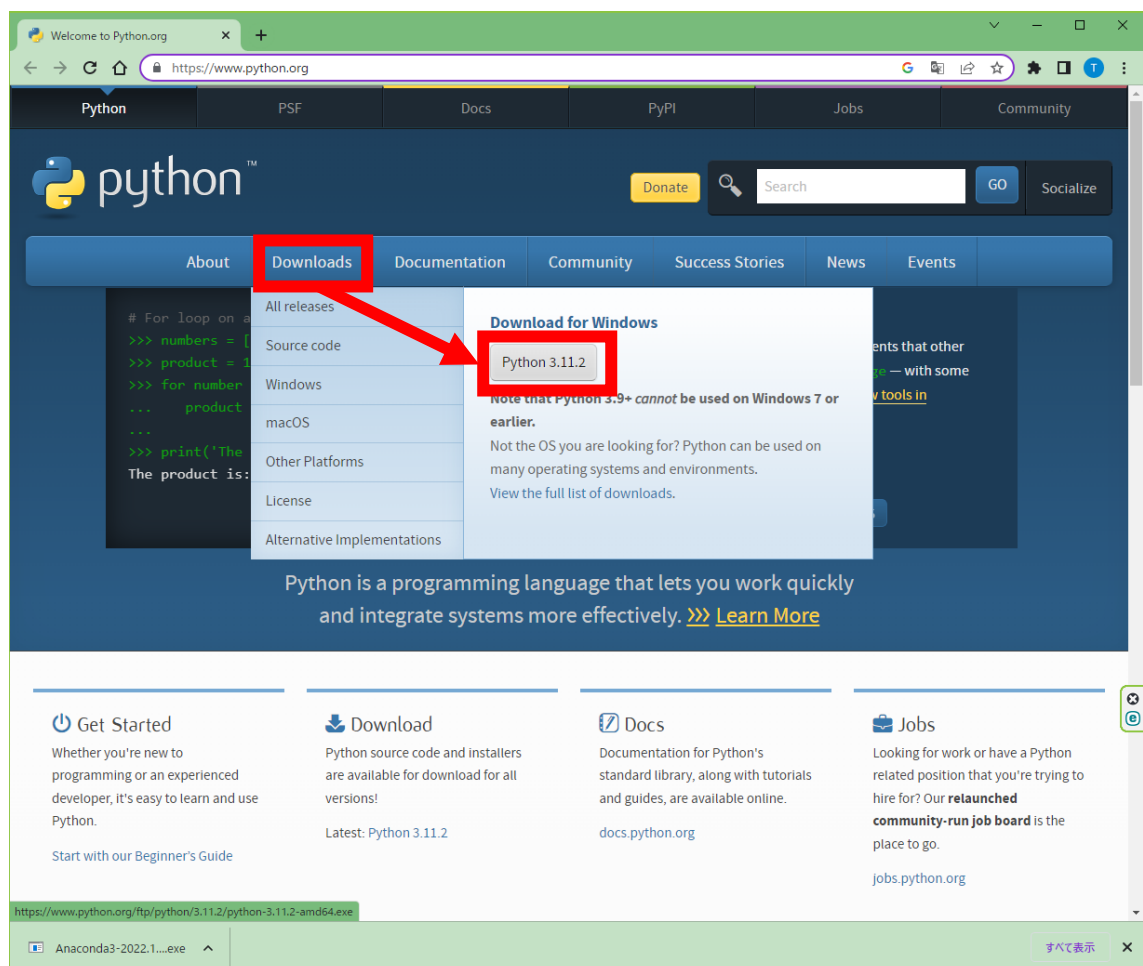 Welcome to Python.org
https://www.python.org
T
Python
PSF
Docs
PyPI
Jobs
Community
python™
Donate
Search
GO
Socialize
About
Downloads
Documentation
Community
Success Stories
News
Events
# For loop on a
>>> numbers = [
>>> product = 1
>>> for number
... product
...
>>> print('The
The product is:
All releases
Source code
Windows
macOS
Other Platforms
License
Alternative Implementations
Download for Windows
Python 3.11.2
Note that Python 3.9+ cannot be used on Windows 7 or
earlier.
Not the OS you are looking for? Python can be used on
many operating systems and environments.
View the full list of downloads.
ents that other
ge — with some
tools in
Python is a programming language that lets you work quickly
and integrate systems more effectively. >>> Learn More
Get Started
Whether you're new to
programming or an experienced
developer, it's easy to learn and use
Python.
Start with our Beginner's Guide
Download
Python source code and installers
are available for download for all
versions!
Latest: Python 3.11.2
Docs
Documentation for Python's
standard library, along with tutorials
and guides, are available online.
docs.python.org
Jobs
Looking for work or have a Python
related position that you're trying to
hire for? Our relaunched
community-run job board is the
place to go.
jobs.python.org
https://www.python.org/ftp/python/3.11.2/python-3.11.2-amd64.exe
Anaconda3-2022.1....exe
すべて表示